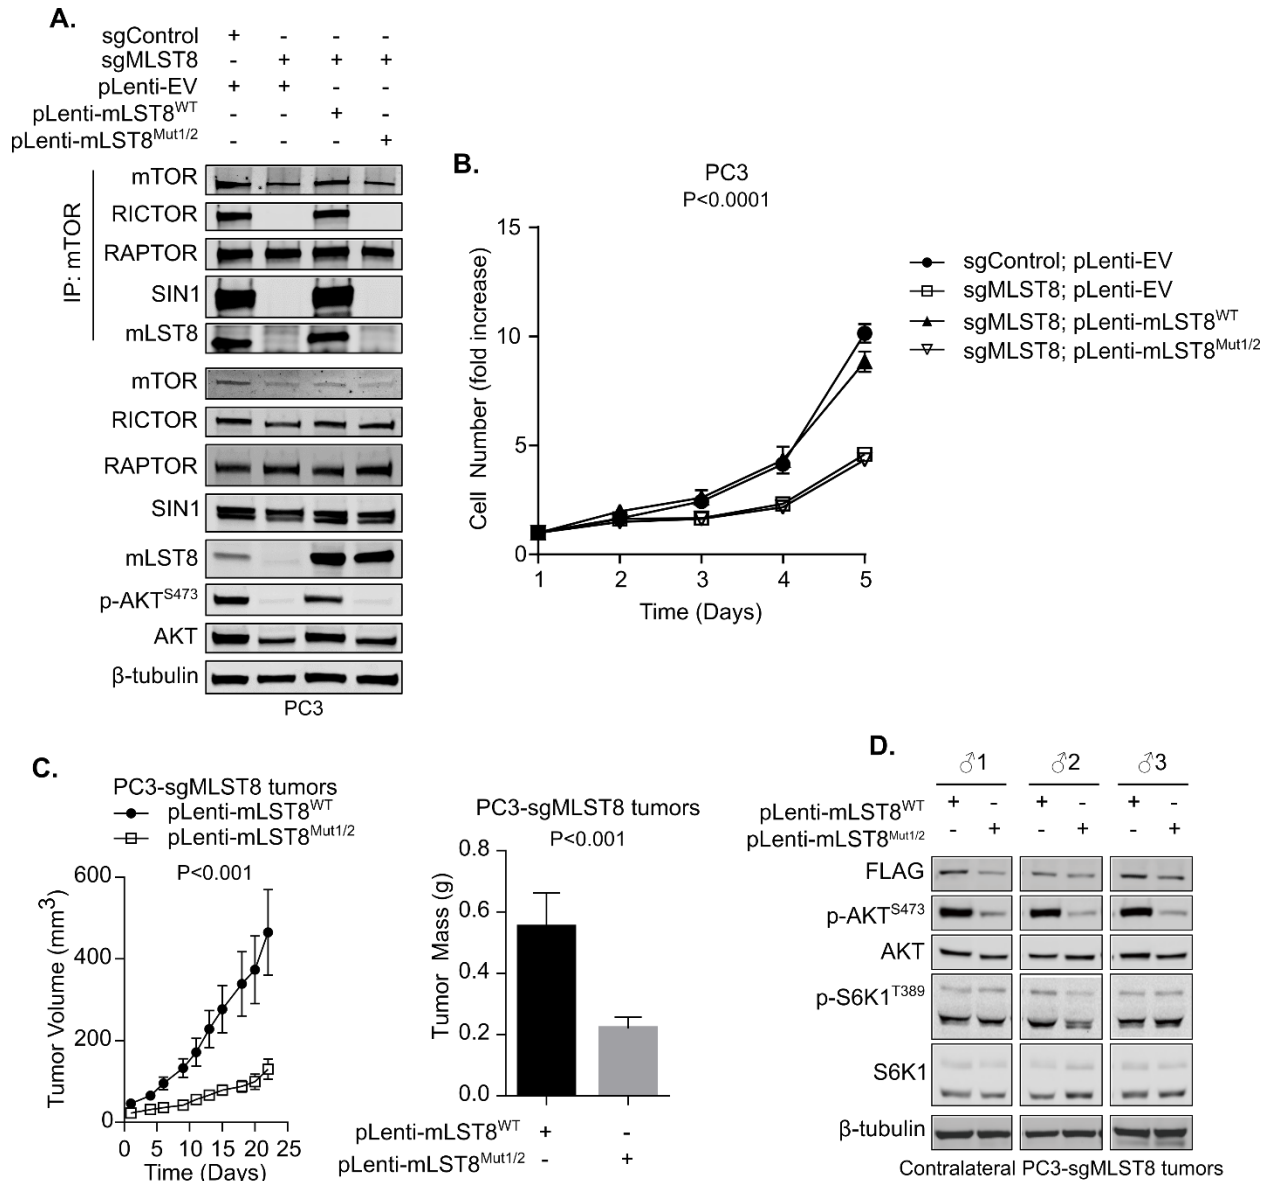 A.
sgControl + - - -
sgMLST8 - + + +
pLenti-EV + + - -
pLenti-mLST8WT - - + -
pLenti-mLST8Mut1/2 - - - +
IP: mTOR
mTOR
RICTOR
RAPTOR
SIN1
mLST8
mTOR
RICTOR
RAPTOR
SIN1
mLST8
p-AKTS473
AKT
β-tubulin
PC3
B.
PC3
P<0.0001
Cell Number (fold increase)
15
10
5
0
1 2 3 4 5
Time (Days)
sgControl; pLenti-EV
sgMLST8; pLenti-EV
sgMLST8; pLenti-mLST8WT
sgMLST8; pLenti-mLST8Mut1/2
C.
PC3-sgMLST8 tumors
pLenti-mLST8WT
pLenti-mLST8Mut1/2
P<0.001
Tumor Volume (mm3)
600
400
200
0
0 5 10 15 20 25
Time (Days)
PC3-sgMLST8 tumors
P<0.001
Tumor Mass (g)
0.8
0.6
0.4
0.2
0.0
pLenti-mLST8WT + -
pLenti-mLST8Mut1/2 - +
D.
♂1 ♂2 ♂3
pLenti-mLST8WT + - + - + -
pLenti-mLST8Mut1/2 - + - + - +
FLAG
p-AKTS473
AKT
p-S6K1T389
S6K1
β-tubulin
Contralateral PC3-sgMLST8 tumors